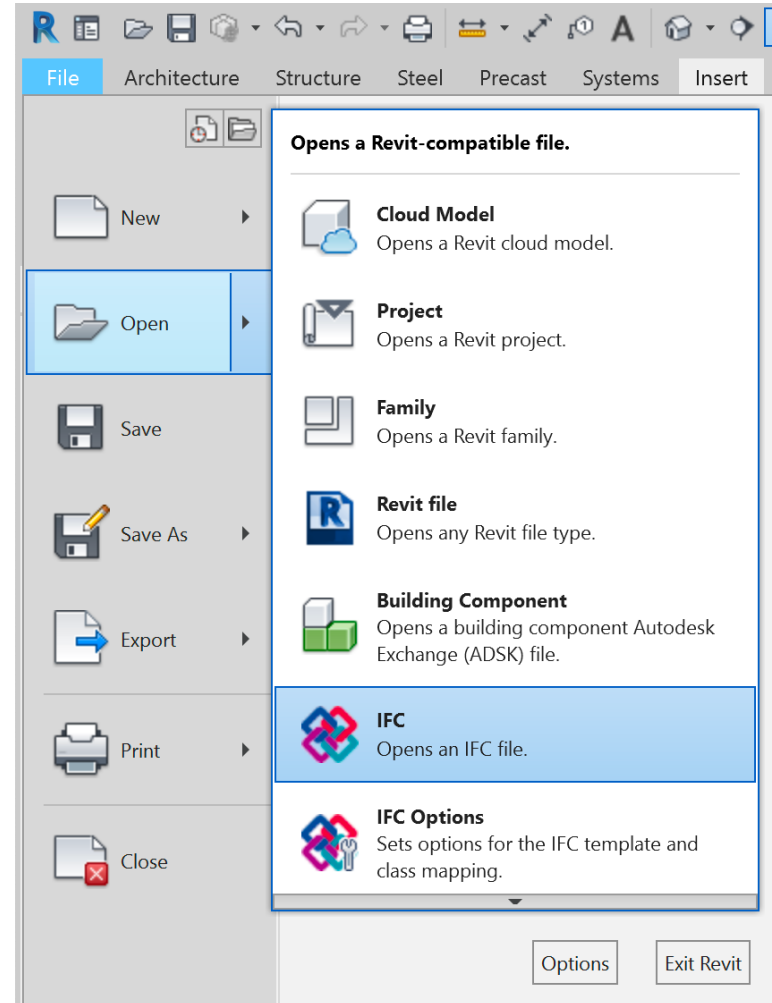 File Architecture Structure Steel Precast Systems Insert
Opens a Revit-compatible file.
New
Open
Save
Save As
Export
Print
Close
Cloud Model
Opens a Revit cloud model.
Project
Opens a Revit project.
Family
Opens a Revit family.
Revit file
Opens any Revit file type.
Building Component
Opens a building component Autodesk
Exchange (ADSK) file.
IFC
Opens an IFC file.
IFC Options
Sets options for the IFC template and
class mapping.
Options Exit Revit